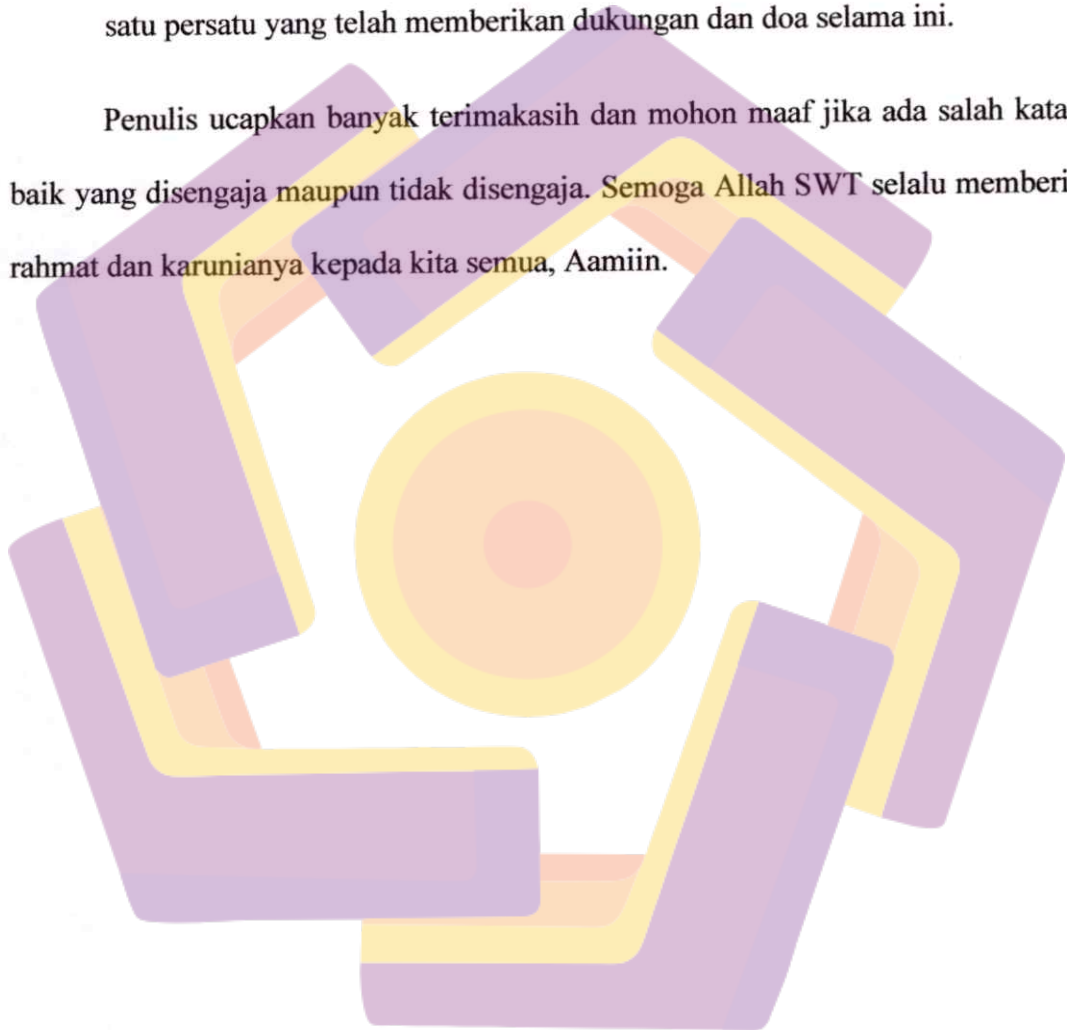 satu persatu yang telah memberikan dukungan dan doa selama ini.
Penulis ucapkan banyak terimakasih dan mohon maaf jika ada salah kata
baik yang disengaja maupun tidak disengaja. Semoga Allah SWT selalu memberi
rahmat dan karunianya kepada kita semua, Aamiin.